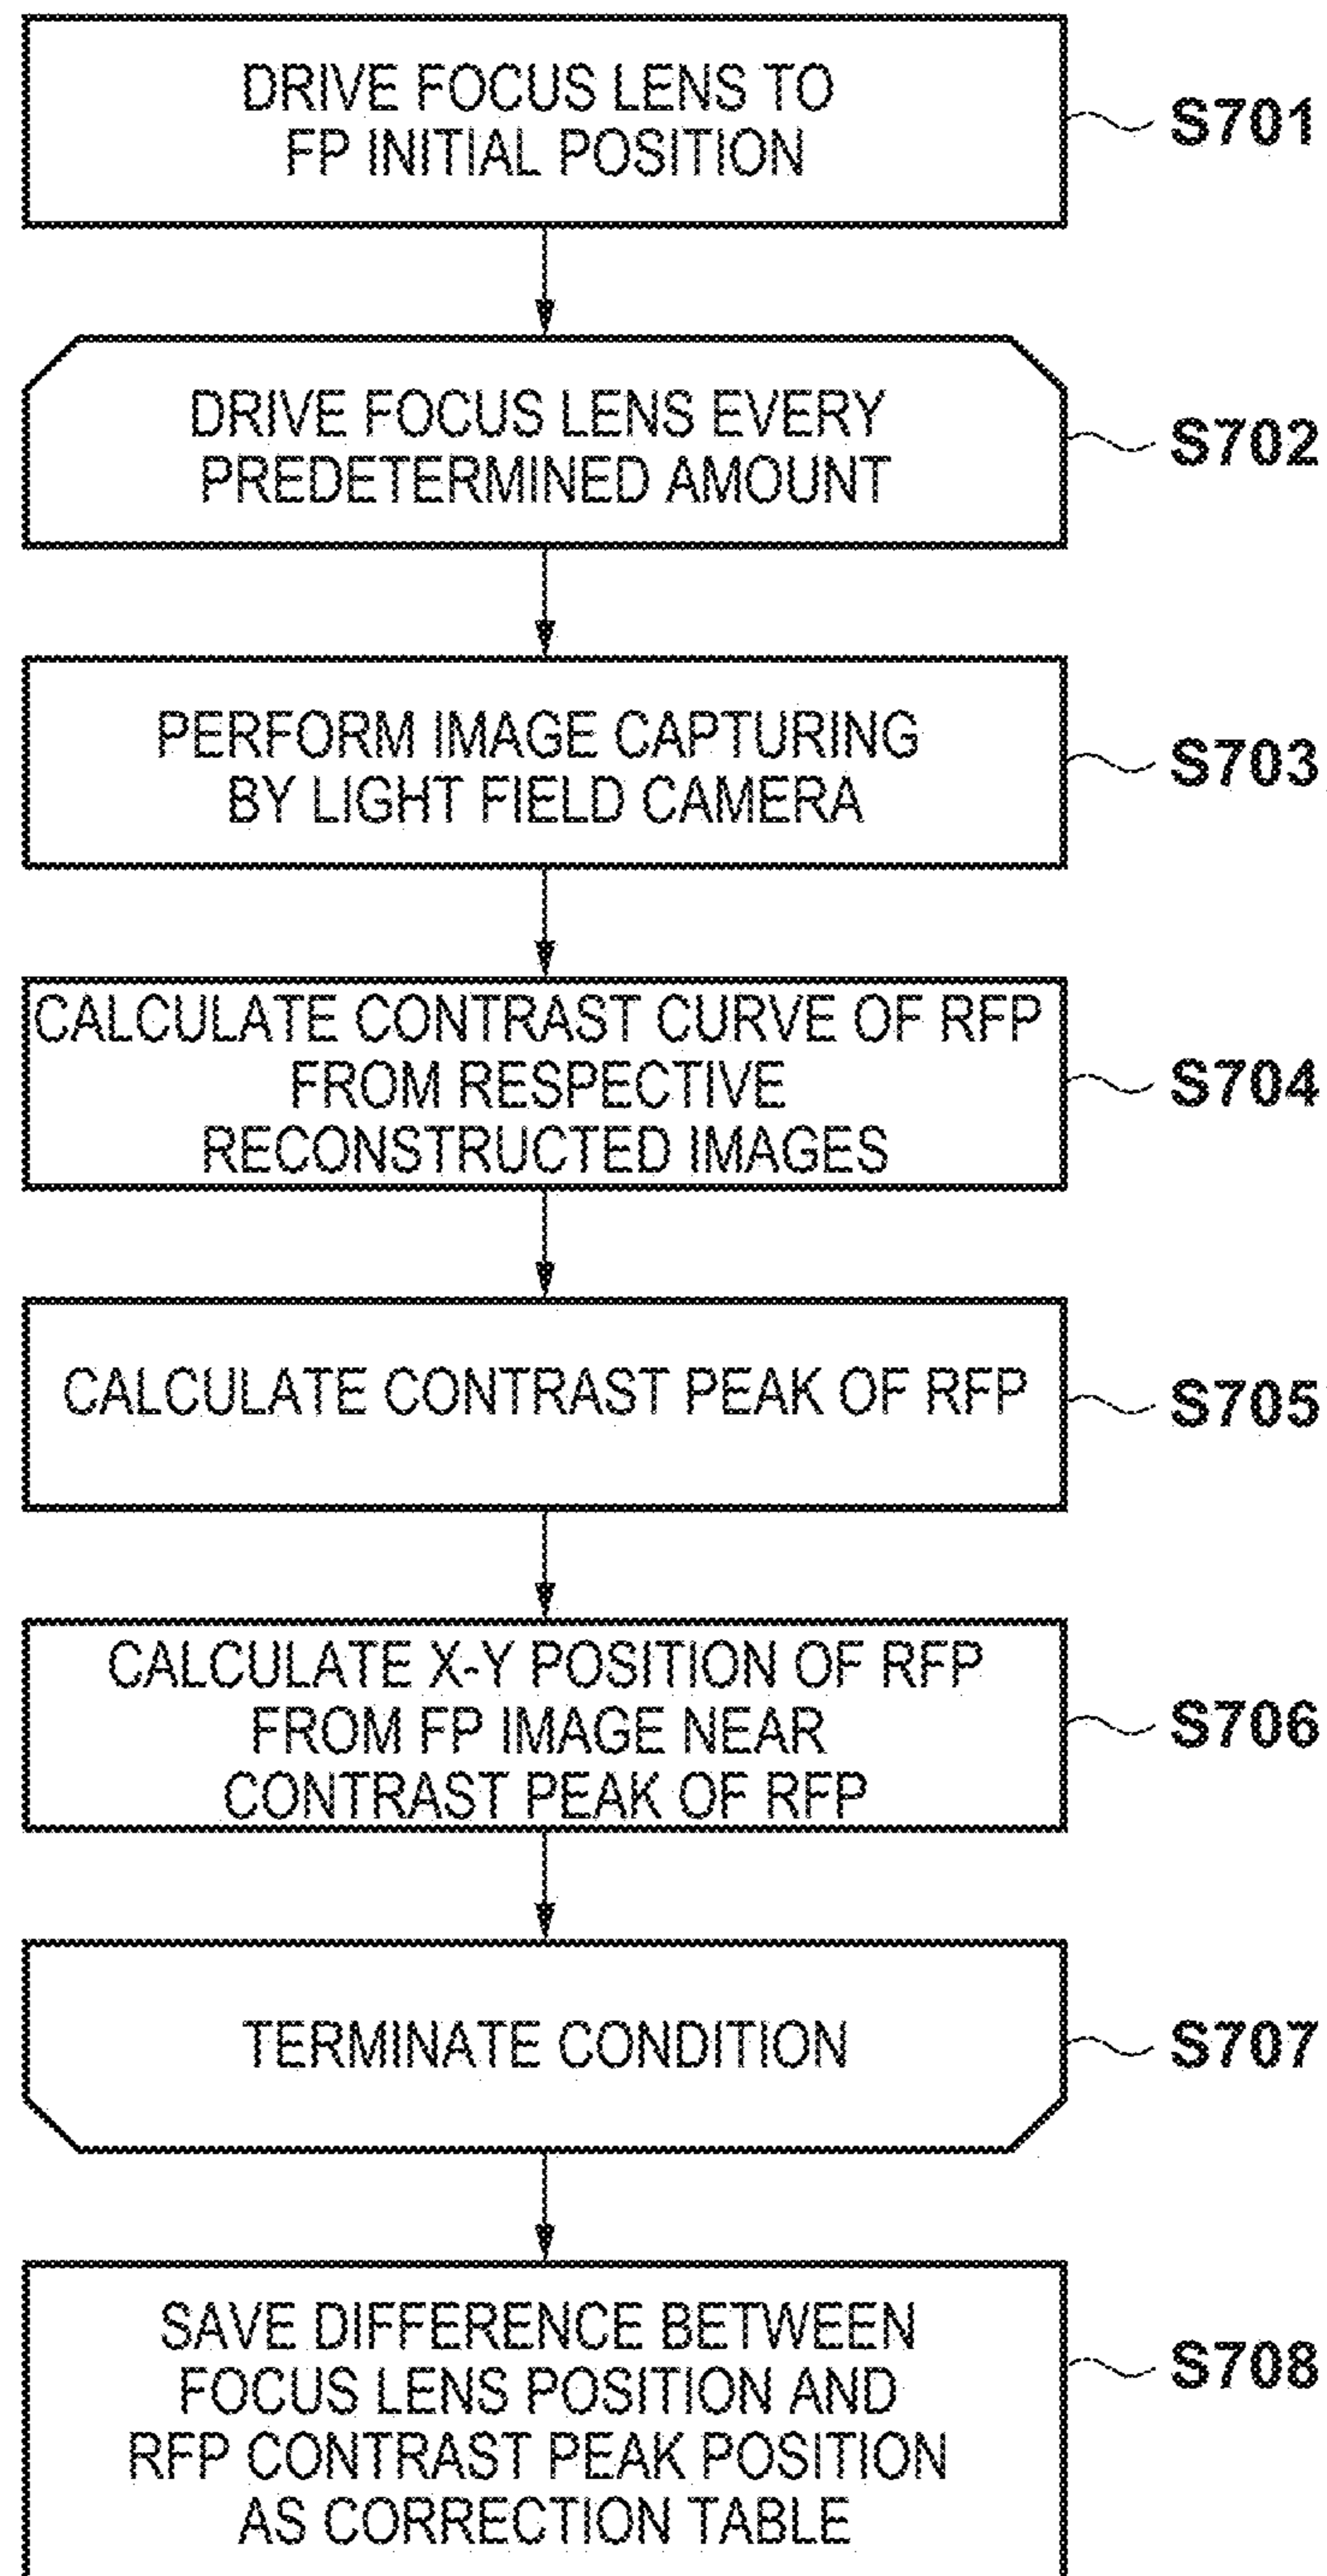 DRIVE FOCUS LENS TO
FP INITIAL POSITION
S701
DRIVE FOCUS LENS EVERY
PREDETERMINED AMOUNT
S702
PERFORM IMAGE CAPTURING
BY LIGHT FIELD CAMERA
S703
CALCULATE CONTRAST CURVE OF RFP
FROM RESPECTIVE
RECONSTRUCTED IMAGES
S704
CALCULATE CONTRAST PEAK OF RFP
S705
CALCULATE X-Y POSITION OF RFP
FROM FP IMAGE NEAR
CONTRAST PEAK OF RFP
S706
TERMINATE CONDITION
S707
SAVE DIFFERENCE BETWEEN
FOCUS LENS POSITION AND
RFP CONTRAST PEAK POSITION
AS CORRECTION TABLE
S708